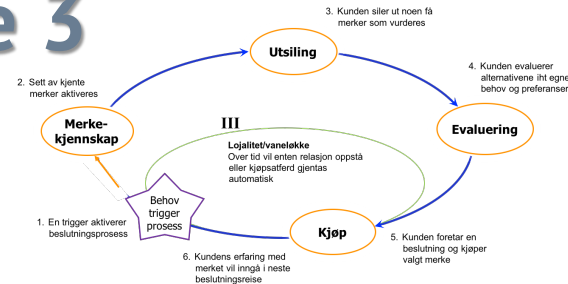 e 3
3. Kunden siler ut noen få
merker som vurderes
Utsiling
2. Sett av kjente
merker aktiveres
4. Kunden evaluerer
alternativene iht egne
behov og preferanser
Merke-
kjennskap
III
Evaluering
Lojalitet/vaneløkke
Over tid vil enten relasjon oppstå
eller kjøpsatferd gjentas
automatisk
Behov
trigger
prosess
1. En trigger aktiverer
beslutningsprosess
Kjøp
5. Kunden foretar en
beslutning og kjøper
valgt merke
6. Kundens erfaring med
merket vil inngå i neste
beslutningsreise